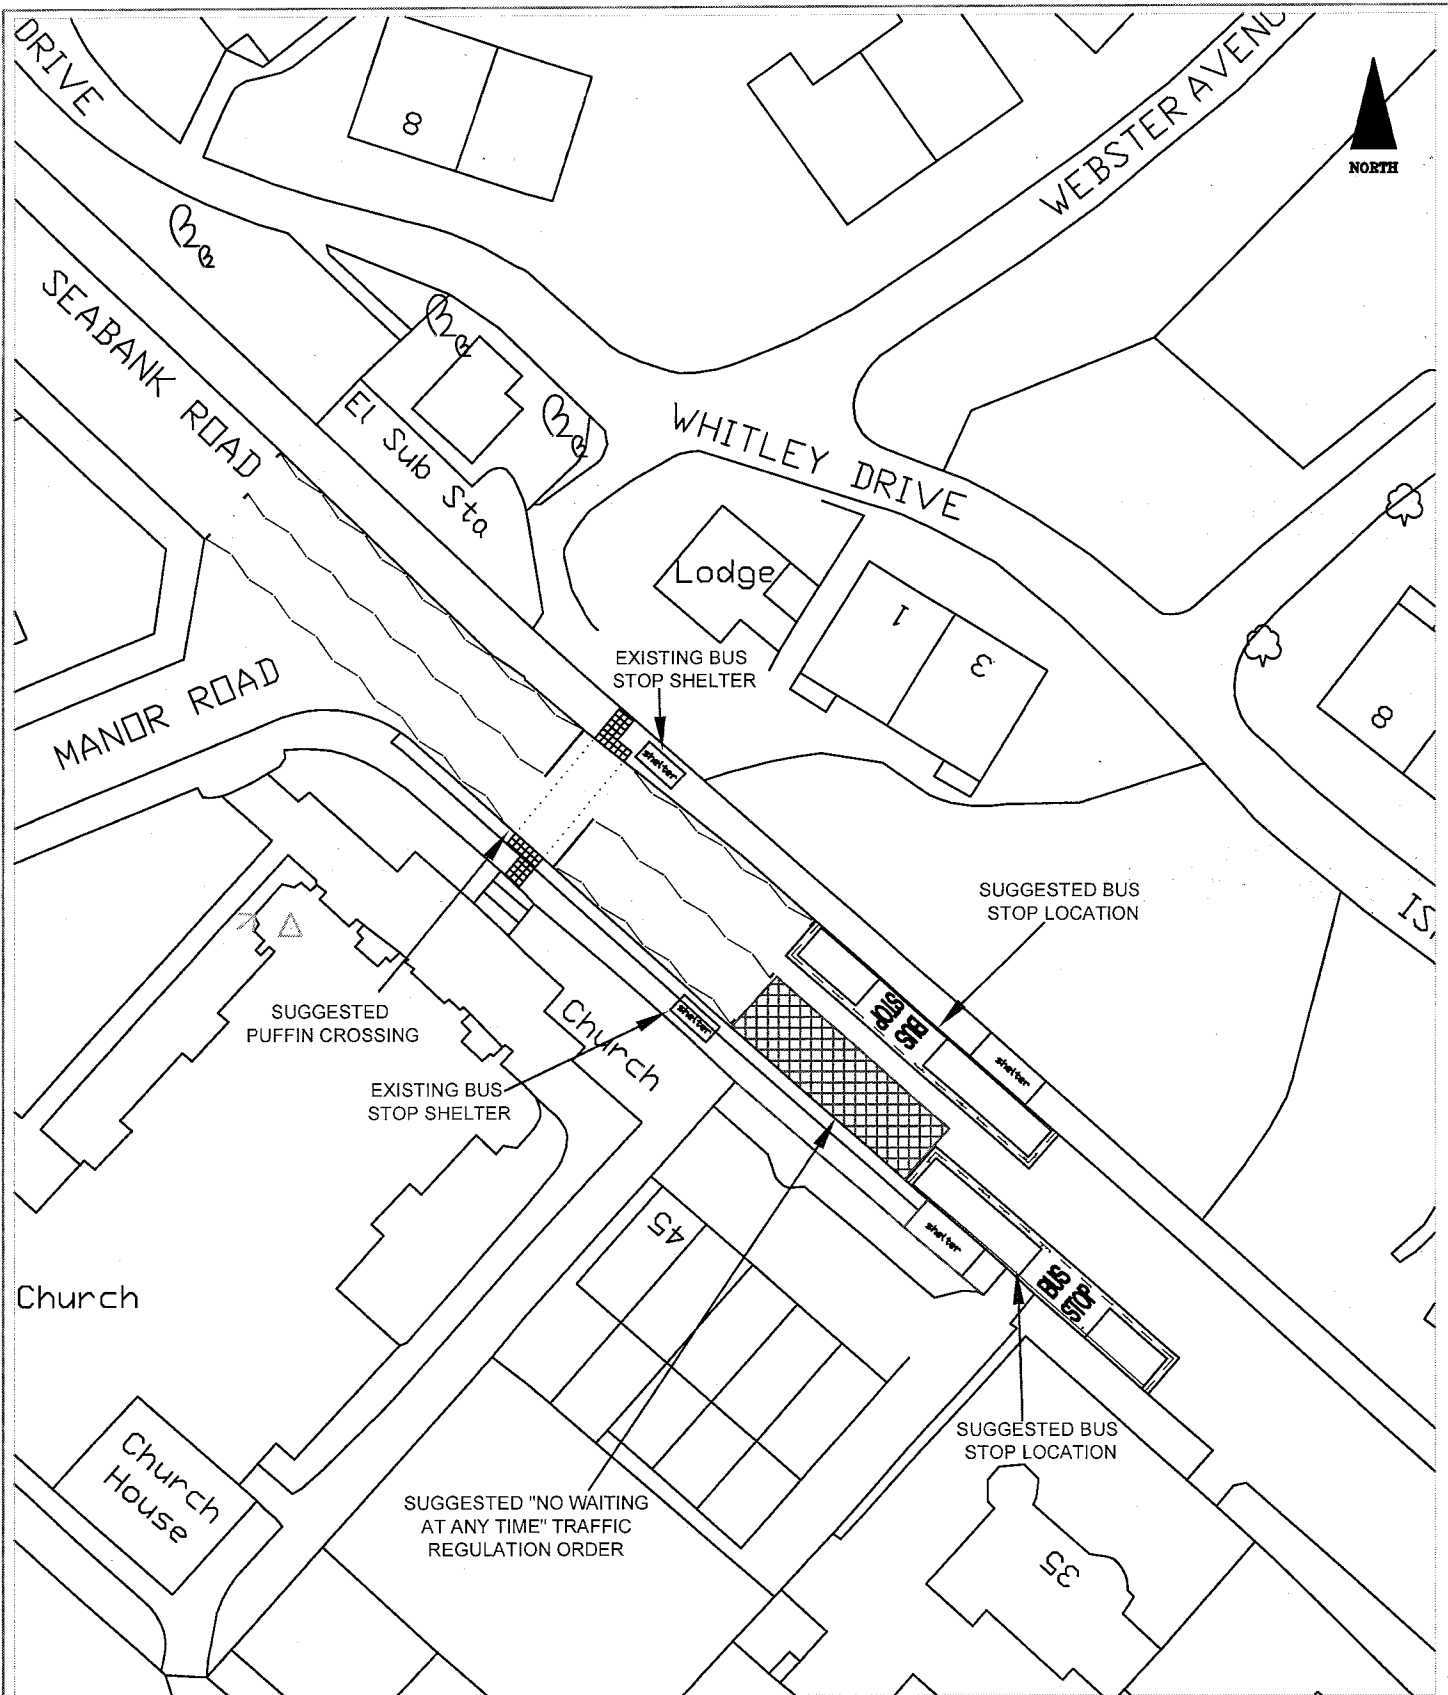 DRIVE
8
WEBSTER AVENU
NORTH
SEABANK ROAD
El Sub Sta
WHITLEY DRIVE
Lodge
1
3
8
EXISTING BUS
STOP SHELTER
shelter
MANOR ROAD
SUGGESTED BUS
STOP LOCATION
IS
SUGGESTED
PUFFIN CROSSING
shelter
Church
BUS
STOP
shelter
EXISTING BUS
STOP SHELTER
45
shelter
BUS
STOP
Church
SUGGESTED BUS
STOP LOCATION
Church
House
SUGGESTED "NO WAITING
AT ANY TIME" TRAFFIC
REGULATION ORDER
35